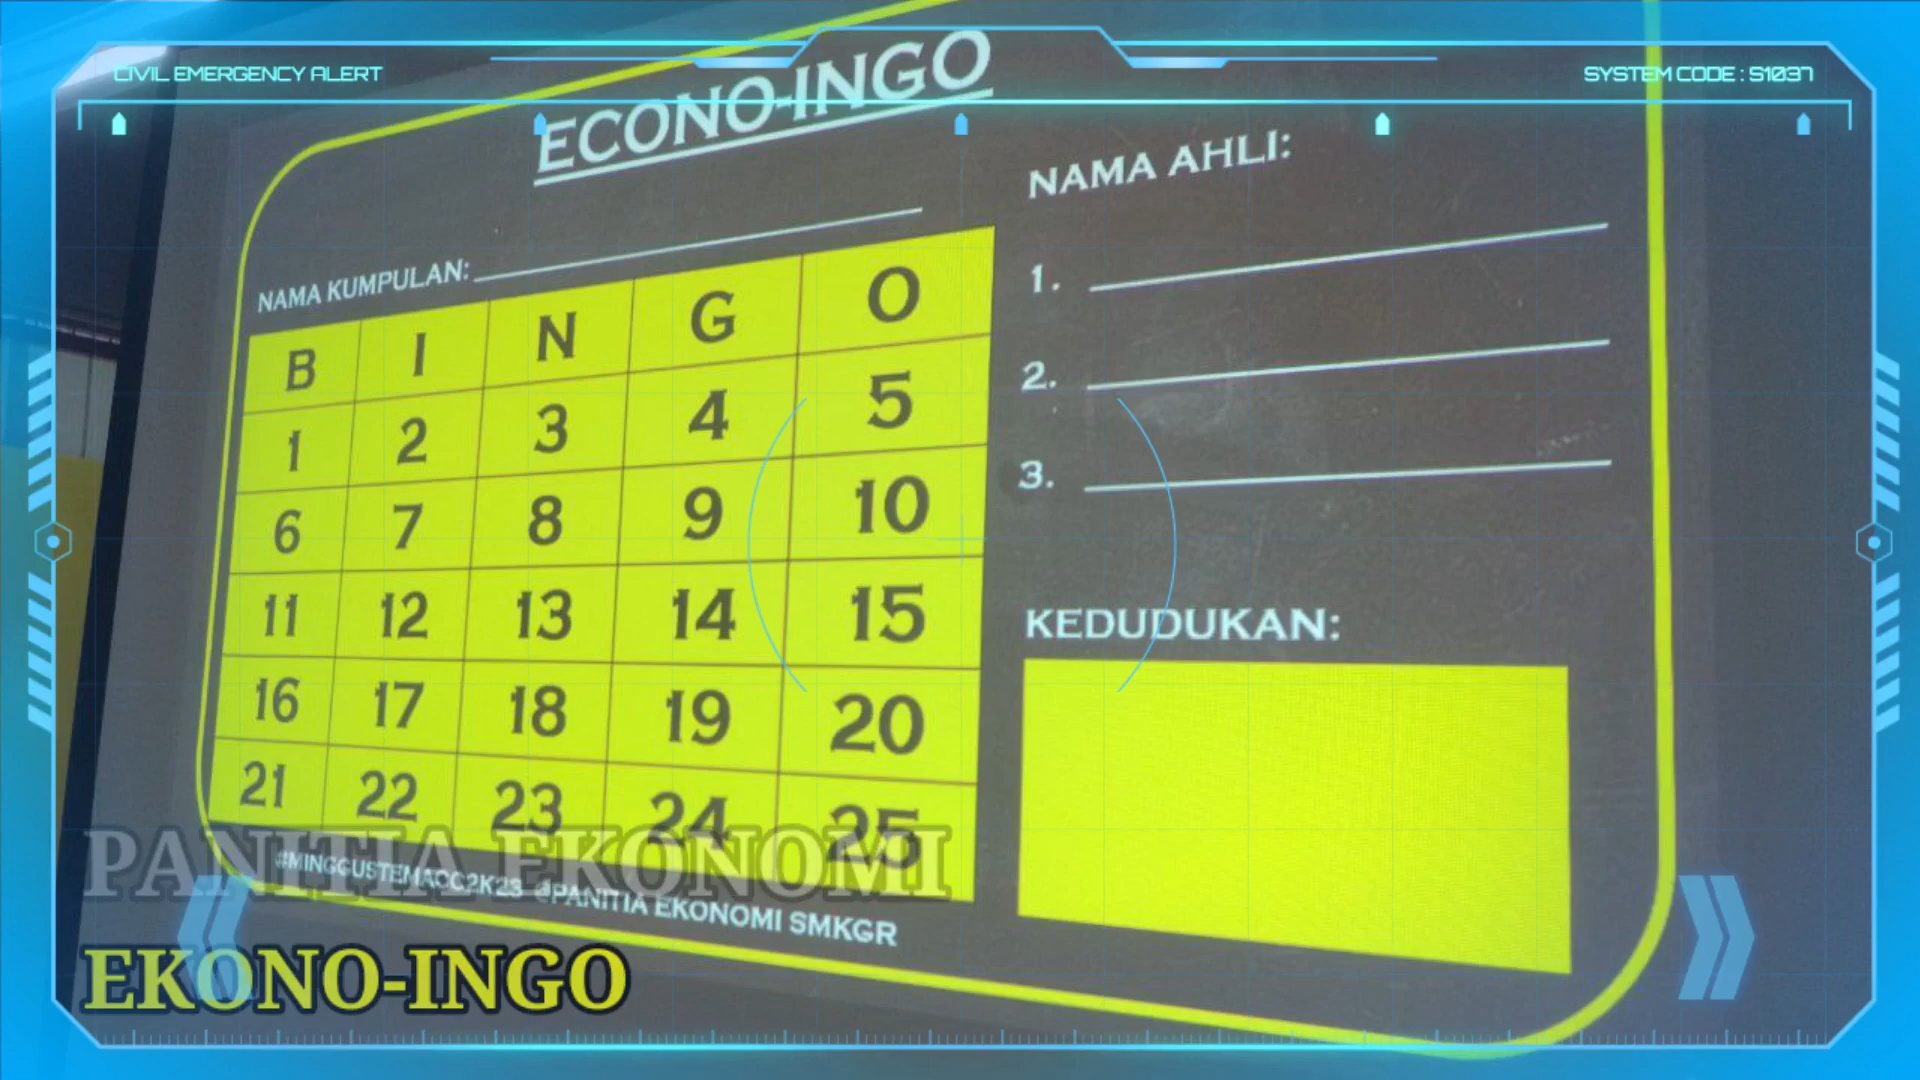 CIVIL EMERGENCY ALERT
SYSTEM CODE : S1037
ECONO-INGO
NAMA KUMPULAN:
B I N G O
1 2 3 4 5
6 7 8 9 10
11 12 13 14 15
16 17 18 19 20
21 22 23 24 25
#MINGGUSTEMACC2K23 @PANITIA EKONOMI SMKGR
NAMA AHLI:
1.
2.
3.
KEDUDUKAN:
PANITIA EKONOMI
EKONO-INGO